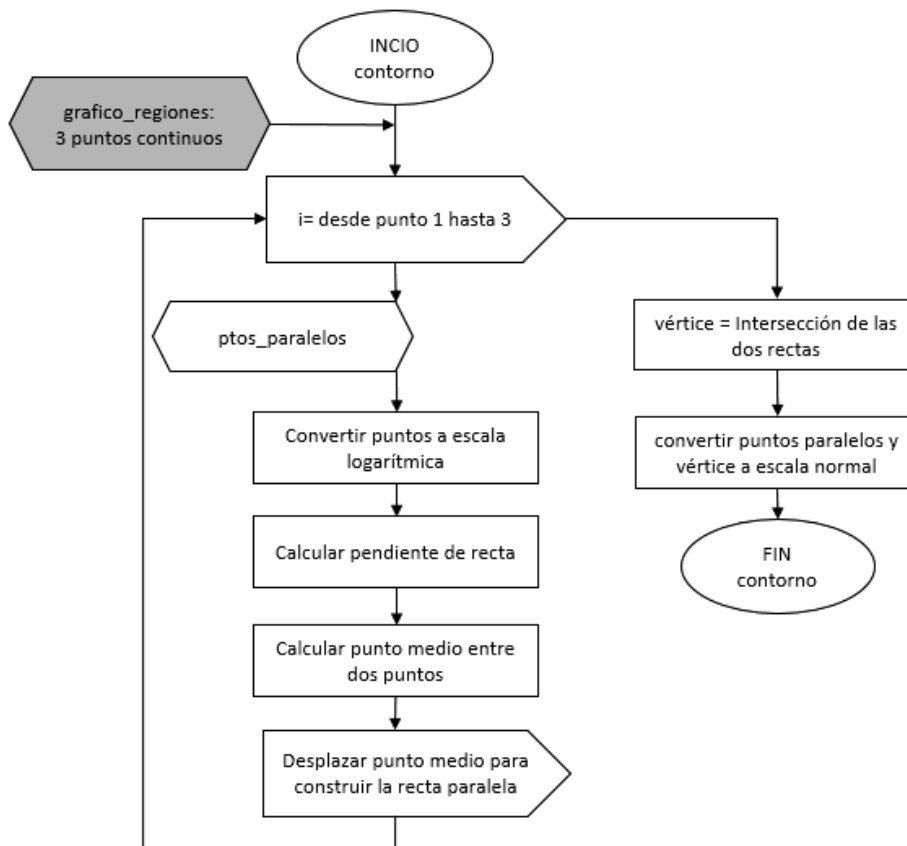 INCIO
contorno
grafico_regiones:
3 puntos continuos
i= desde punto 1 hasta 3
ptos_paralelos
Convertir puntos a escala
logarítmica
Calcular pendiente de recta
Calcular punto medio entre
dos puntos
Desplazar punto medio para
construir la recta paralela
vértice = Intersección de las
dos rectas
convertir puntos paralelos y
vértice a escala normal
FIN
contorno